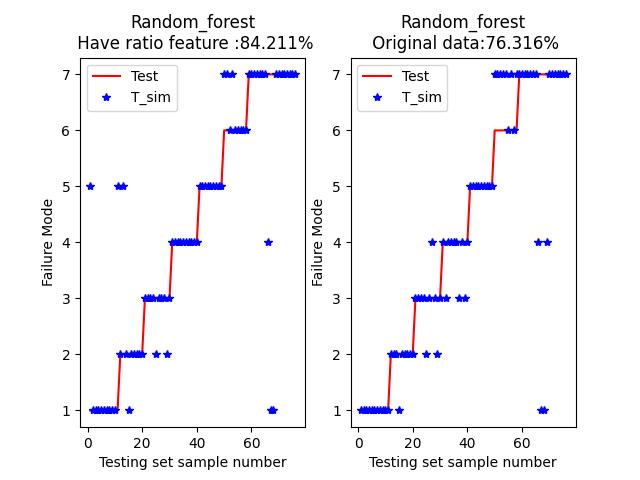 Random_forest
Have ratio feature :84.211%
7
6
5
4
3
2
1
Failure Mode
Test
T_sim
0
20
40
60
Testing set sample number
Random_forest
Original data:76.316%
7
6
5
4
3
2
1
Failure Mode
Test
T_sim
0
20
40
60
Testing set sample number